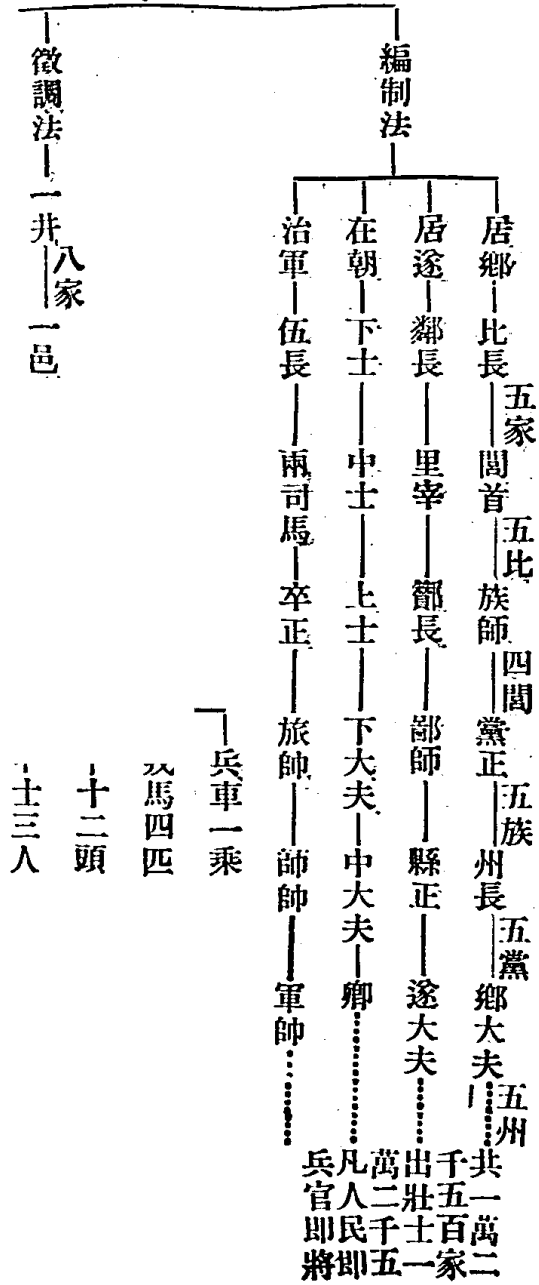 編制法
居鄉 比長 五家 閭首 五比 族師 四閭 黨正 五族 州長 五黨 鄉大夫 五州
居遂 鄰長 里宰 酇長 鄙師 縣正 遂大夫
在朝 下士 中士 上士 下大夫 中大夫 卿
治軍 伍長 兩司馬 卒正 旅帥 師帥 軍帥
共一萬二
千五百家
出壯士一
萬二千五
凡人民即
兵官即將
徵調法 一井 八家 一邑
兵車一乘
馬四匹
十二頭
士三人